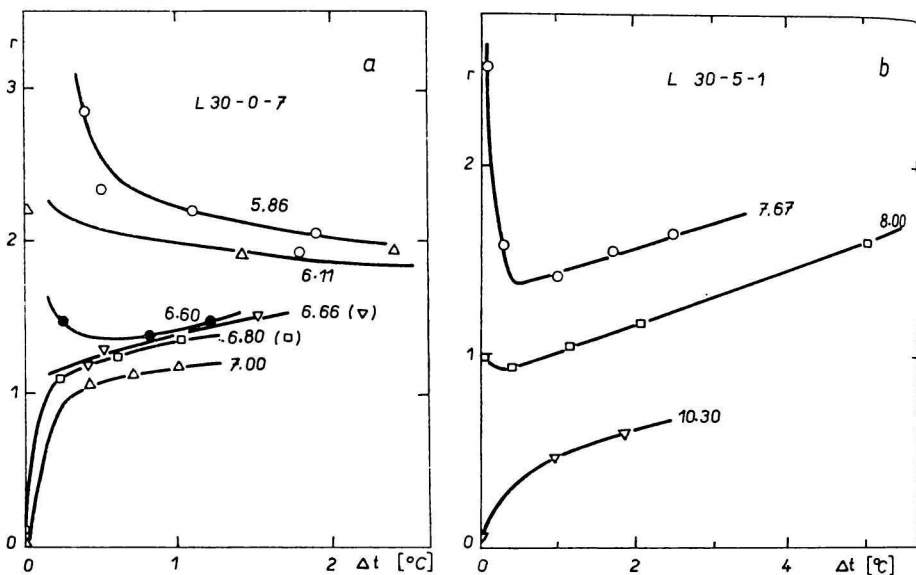 r
3
2
1
0
a
L 30-0-7
5.86
6.11
6.60
6.66 (▽)
6.80 (□)
7.00
0 1 2 Δt [°C]
r
2
1
0
b
L 30-5-1
7.67
8.00
10.30
0 2 4 Δt [°C]